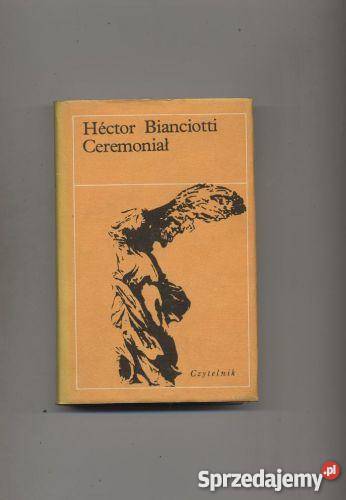 Héctor Bianciotti
Ceremoniał
Czytelnik
Sprzedajemy.pl